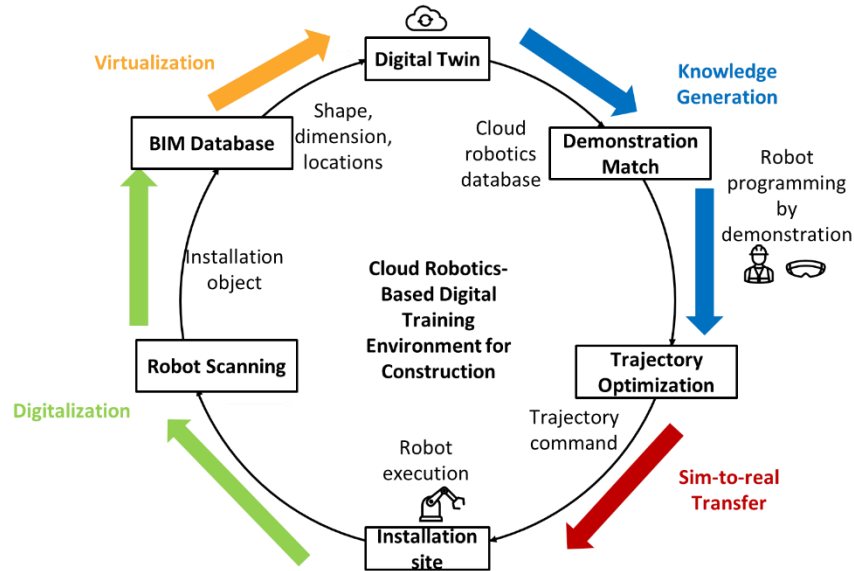 Digital Twin
Virtualization
Knowledge
Generation
Shape,
dimension,
locations
BIM Database
Cloud
robotics
database
Demonstration
Match
Robot
programming
by
demonstration
Installation
object
Cloud Robotics-
Based Digital
Training
Environment for
Construction
Robot Scanning
Trajectory
Optimization
Digitalization
Trajectory
command
Robot
execution
Sim-to-real
Transfer
Installation
site